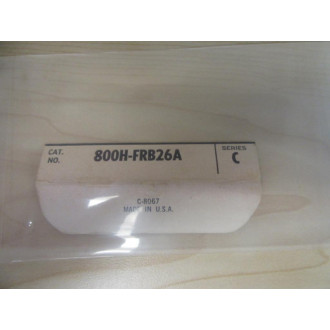 CAT.
NO.
800H-FRB26A
SERIES
C
C-8067
MADE IN U.S.A.